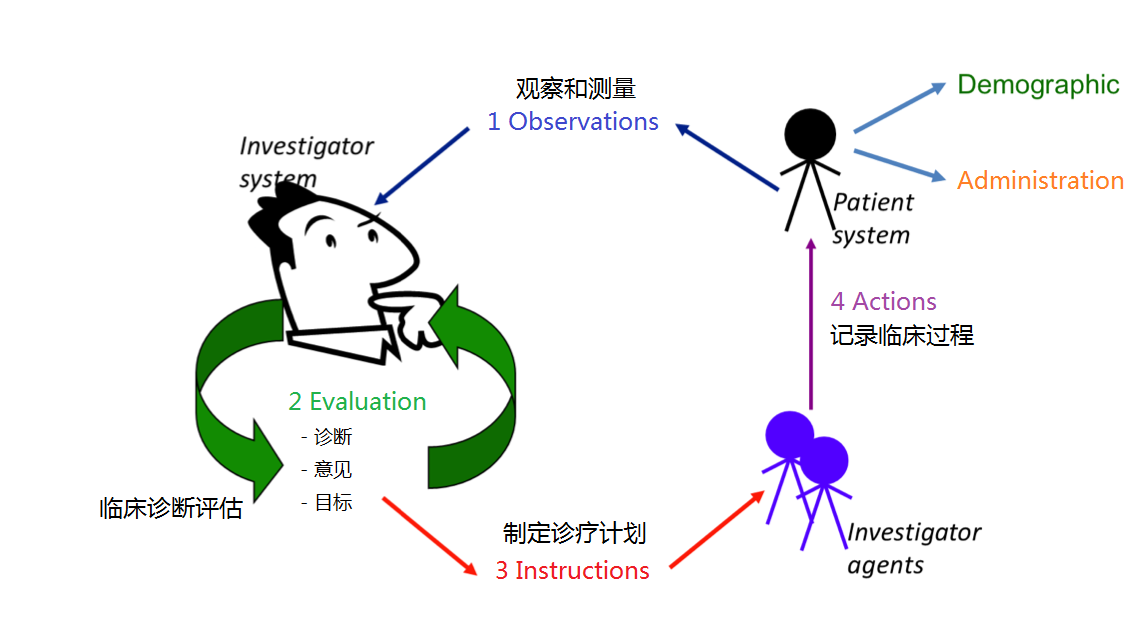 观察和测量
1 Observations
Demographic
Investigator
system
Administration
Patient
system
4 Actions
记录临床过程
2 Evaluation
- 诊断
- 意见
- 目标
临床诊断评估
制定诊疗计划
3 Instructions
Investigator
agents